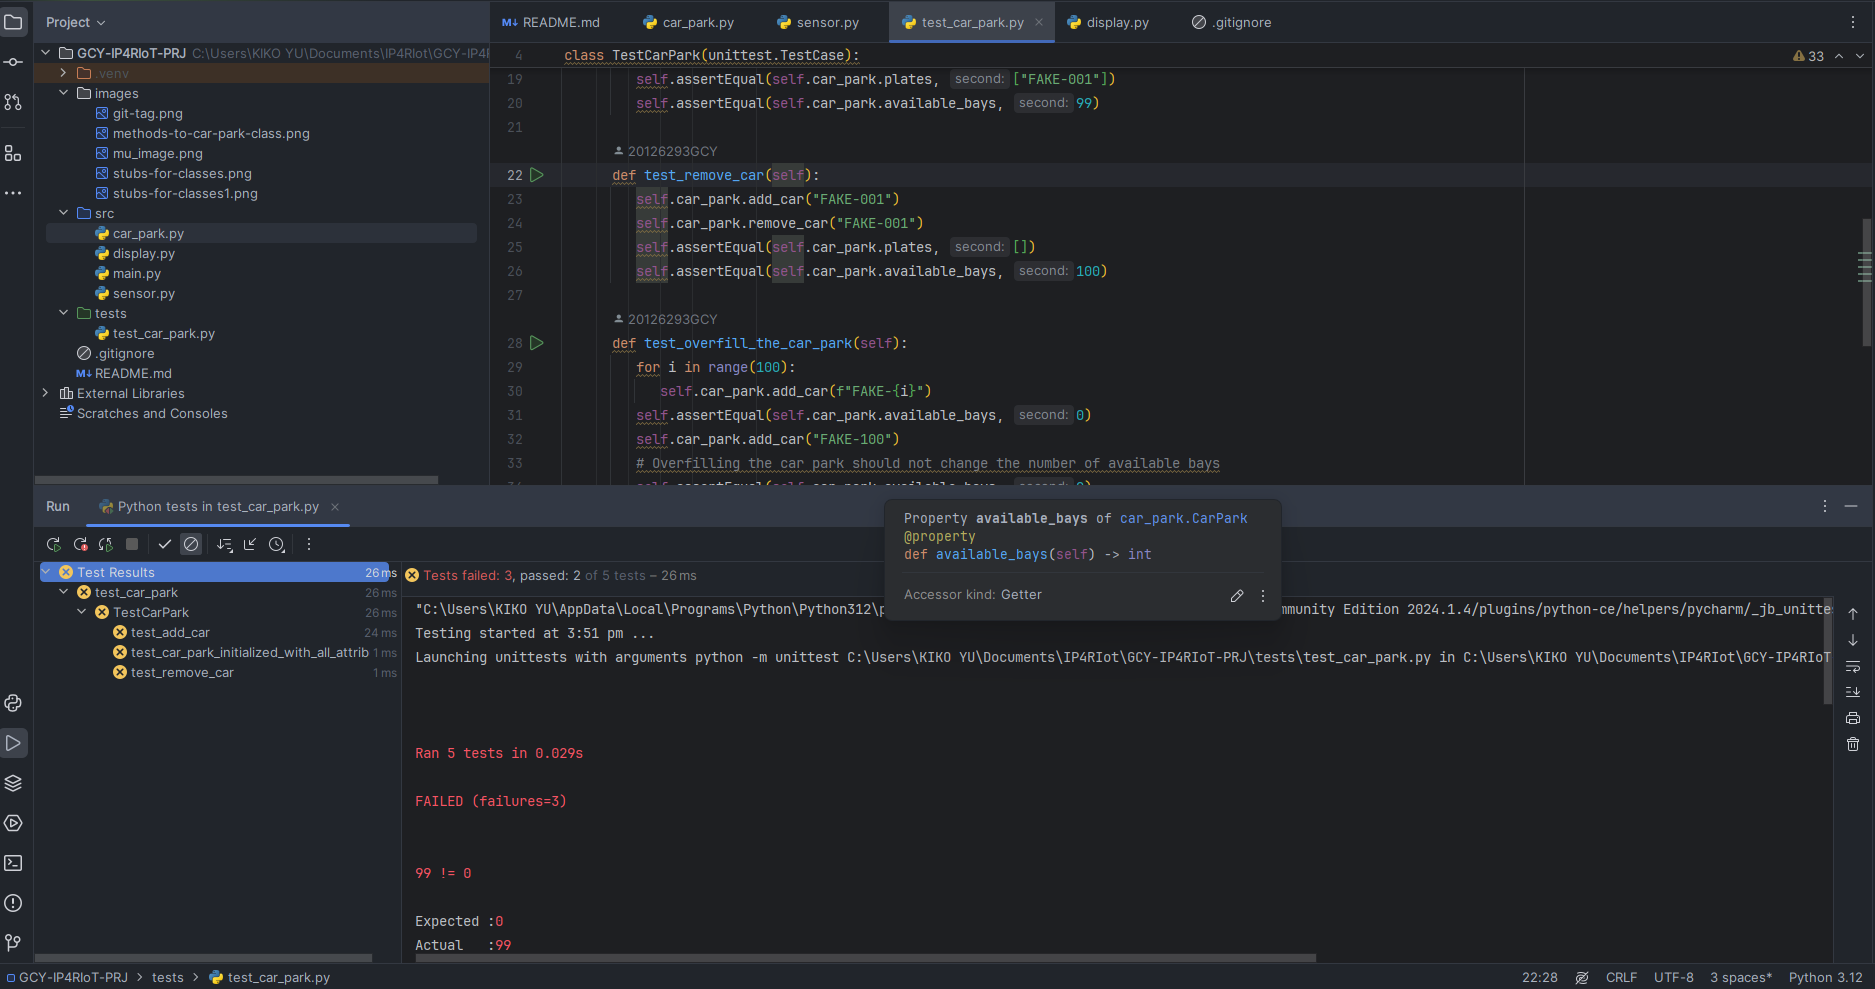 Project
README.md
car_park.py
sensor.py
test_car_park.py
display.py
.gitignore
GCY-IP4RIoT-PRJ C:\Users\KIKO YU\Documents\IP4RIot\GCY-IP4R
.venv
images
git-tag.png
methods-to-car-park-class.png
mu_image.png
stubs-for-classes.png
stubs-for-classes1.png
src
car_park.py
display.py
main.py
sensor.py
tests
test_car_park.py
.gitignore
README.md
External Libraries
Scratches and Consoles
33
4 class TestCarPark(unittest.TestCase):
19 self.assertEqual(self.car_park.plates, second: ["FAKE-001"])
20 self.assertEqual(self.car_park.available_bays, second: 99)
21
20126293GCY
22 def test_remove_car(self):
23 self.car_park.add_car("FAKE-001")
24 self.car_park.remove_car("FAKE-001")
25 self.assertEqual(self.car_park.plates, second: [])
26 self.assertEqual(self.car_park.available_bays, second: 100)
27
20126293GCY
28 def test_overfill_the_car_park(self):
29 for i in range(100):
30 self.car_park.add_car(f"FAKE-{i}")
31 self.assertEqual(self.car_park.available_bays, second: 0)
32 self.car_park.add_car("FAKE-100")
33 # Overfilling the car park should not change the number of available bays
Run
Python tests in test_car_park.py
Property available_bays of car_park.CarPark
@property
def available_bays(self) -> int
Accessor kind: Getter
Test Results 26 ms
test_car_park 26 ms
TestCarPark 26 ms
test_add_car 24 ms
test_car_park_initialized_with_all_attrib 1 ms
test_remove_car 1 ms
Tests failed: 3, passed: 2 of 5 tests – 26 ms
"C:\Users\KIKO YU\AppData\Local\Programs\Python\Python312\p mmunity Edition 2024.1.4/plugins/python-ce/helpers/pycharm/_jb_unitte
Testing started at 3:51 pm ...
Launching unittests with arguments python -m unittest C:\Users\KIKO YU\Documents\IP4RIot\GCY-IP4RIoT-PRJ\tests\test_car_park.py in C:\Users\KIKO YU\Documents\IP4RIot\GCY-IP4RIoT
Ran 5 tests in 0.029s
FAILED (failures=3)
99 != 0
Expected :0
Actual :99
GCY-IP4RIoT-PRJ > tests > test_car_park.py
22:28 CRLF UTF-8 3 spaces* Python 3.12